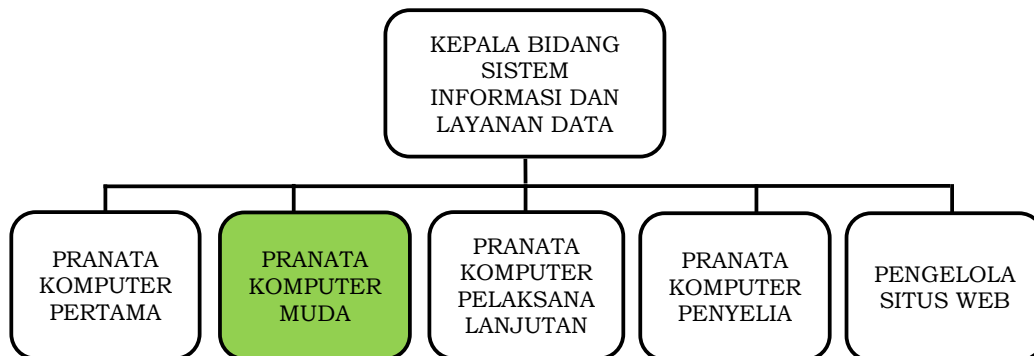 KEPALA BIDANG
SISTEM
INFORMASI DAN
LAYANAN DATA
PRANATA
KOMPUTER
PERTAMA
PRANATA
KOMPUTER
MUDA
PRANATA
KOMPUTER
PELAKSANA
LANJUTAN
PRANATA
KOMPUTER
PENYELIA
PENGELOLA
SITUS WEB